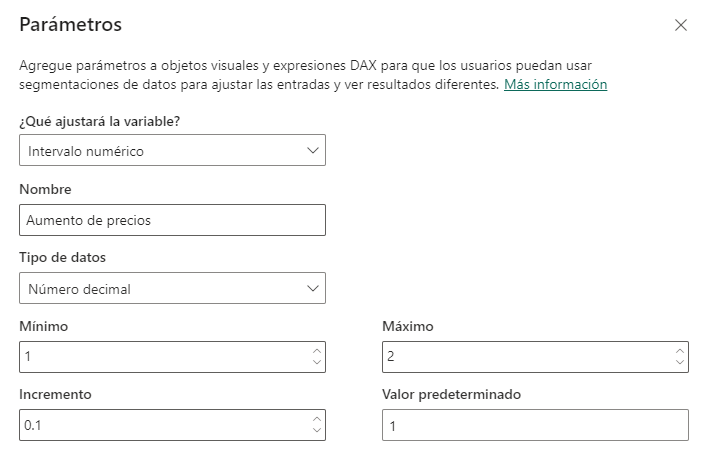 Parámetros
Agregue parámetros a objetos visuales y expresiones DAX para que los usuarios puedan usar
segmentaciones de datos para ajustar las entradas y ver resultados diferentes. Más información
¿Qué ajustará la variable?
Intervalo numérico
Nombre
Aumento de precios
Tipo de datos
Número decimal
Mínimo
Máximo
1
2
Incremento
Valor predeterminado
0.1
1